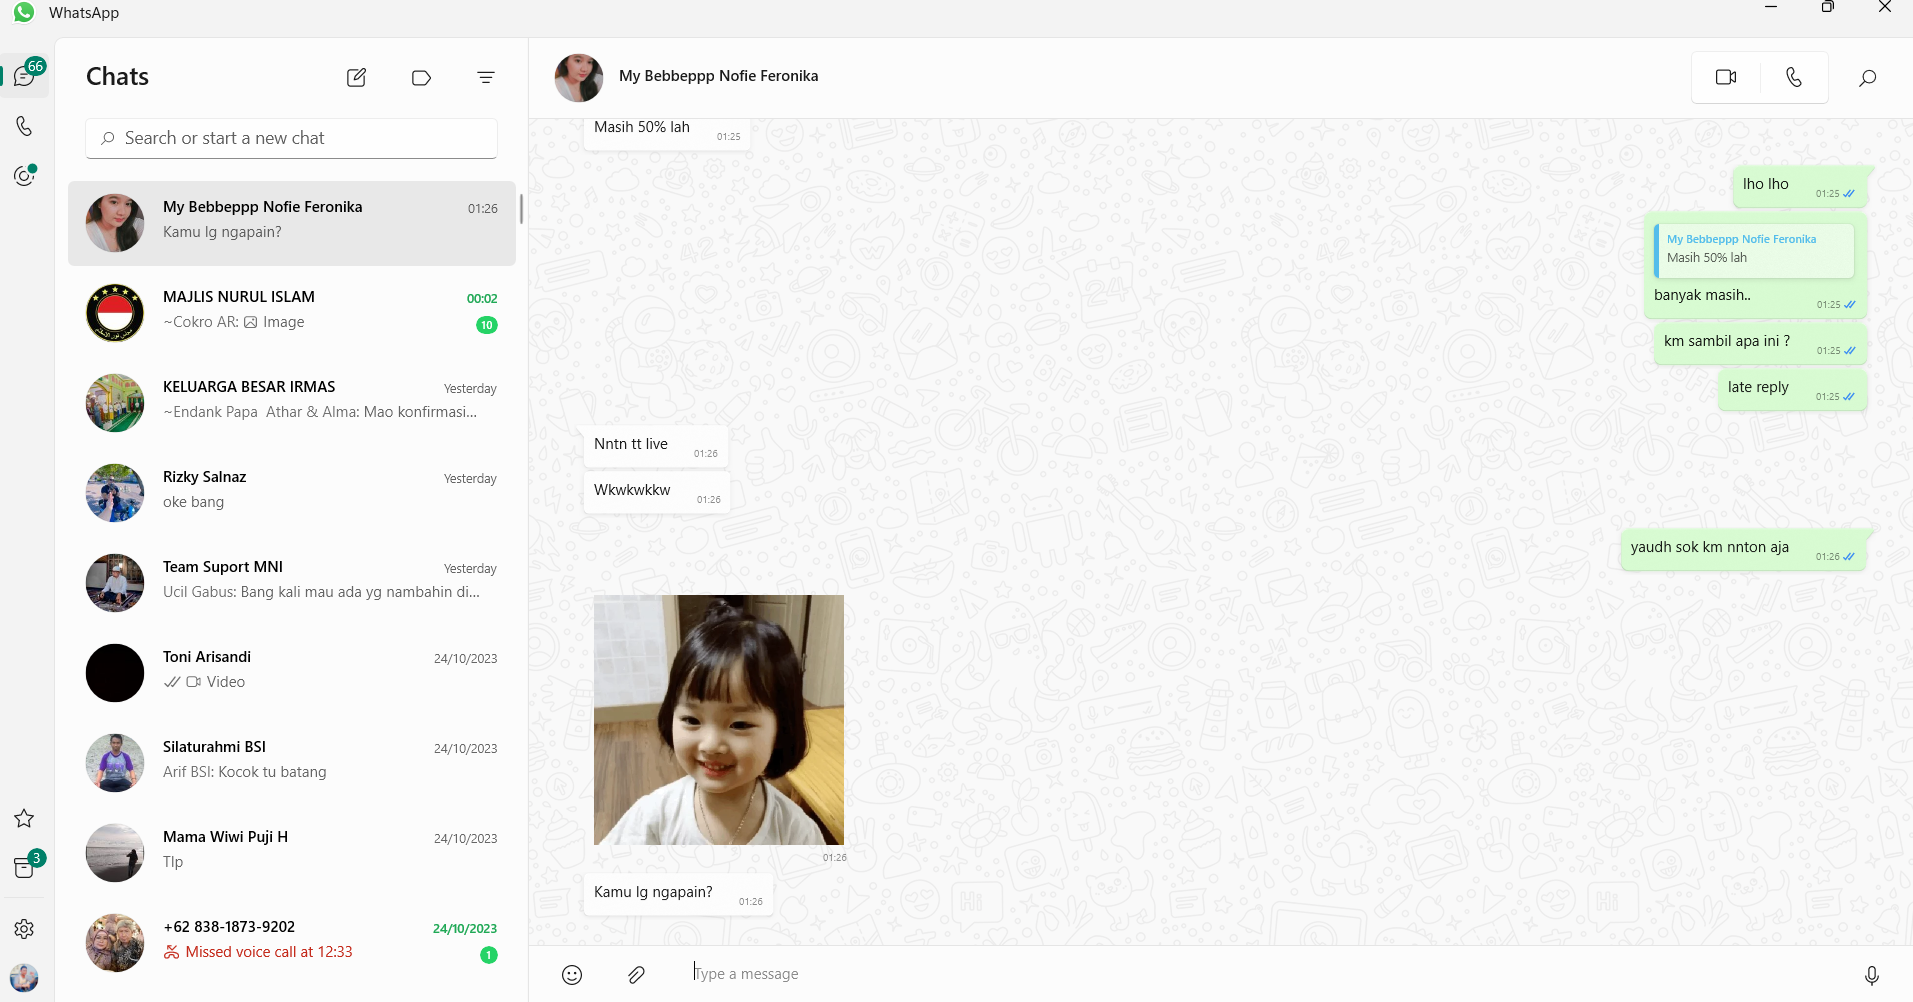 WhatsApp
66
Chats
Search or start a new chat
My Bebbeppp Nofie Feronika
01:26
Kamu lg ngapain?
MAJLIS NURUL ISLAM
00:02
~Cokro AR: Image
10
KELUARGA BESAR IRMAS
Yesterday
~Endank Papa Athar & Alma: Mao konfirmasi...
Rizky Salnaz
Yesterday
oke bang
Team Suport MNI
Yesterday
Ucil Gabus: Bang kali mau ada yg nambahin di...
Toni Arisandi
24/10/2023
Video
Silaturahmi BSI
24/10/2023
Arif BSI: Kocok tu batang
Mama Wiwi Puji H
24/10/2023
Tlp
3
+62 838-1873-9202
24/10/2023
Missed voice call at 12:33
1
My Bebbeppp Nofie Feronika
Masih 50% lah
01:25
lho lho
01:25
My Bebbeppp Nofie Feronika
Masih 50% lah
banyak masih..
01:25
km sambil apa ini ?
01:25
late reply
01:25
Nntn tt live
01:26
Wkwkwkkw
01:26
yaudh sok km nnton aja
01:26
01:26
Kamu lg ngapain?
01:26
Type a message